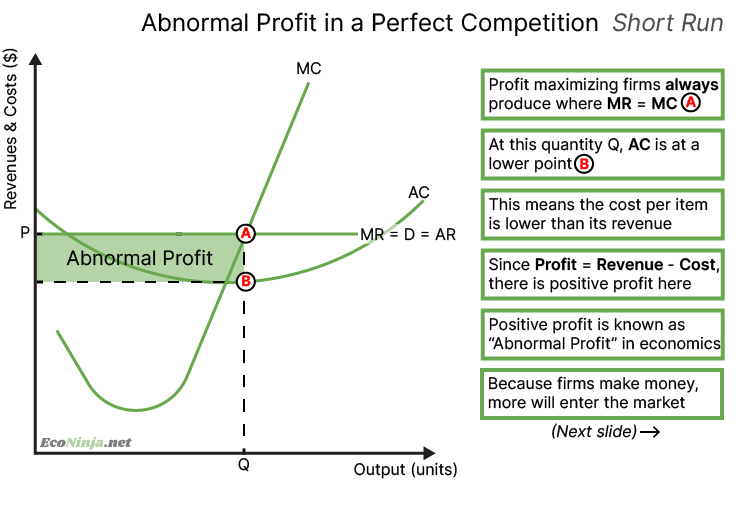 Abnormal Profit in a Perfect Competition Short Run
Revenues & Costs ($)
MC
AC
P
A
MR = D = AR
Abnormal Profit
B
EcoNinja.net
Q
Output (units)
Profit maximizing firms always
produce where MR = MC A
At this quantity Q, AC is at a
lower point B
This means the cost per item
is lower than its revenue
Since Profit = Revenue - Cost,
there is positive profit here
Positive profit is known as
“Abnormal Profit” in economics
Because firms make money,
more will enter the market
(Next slide)→